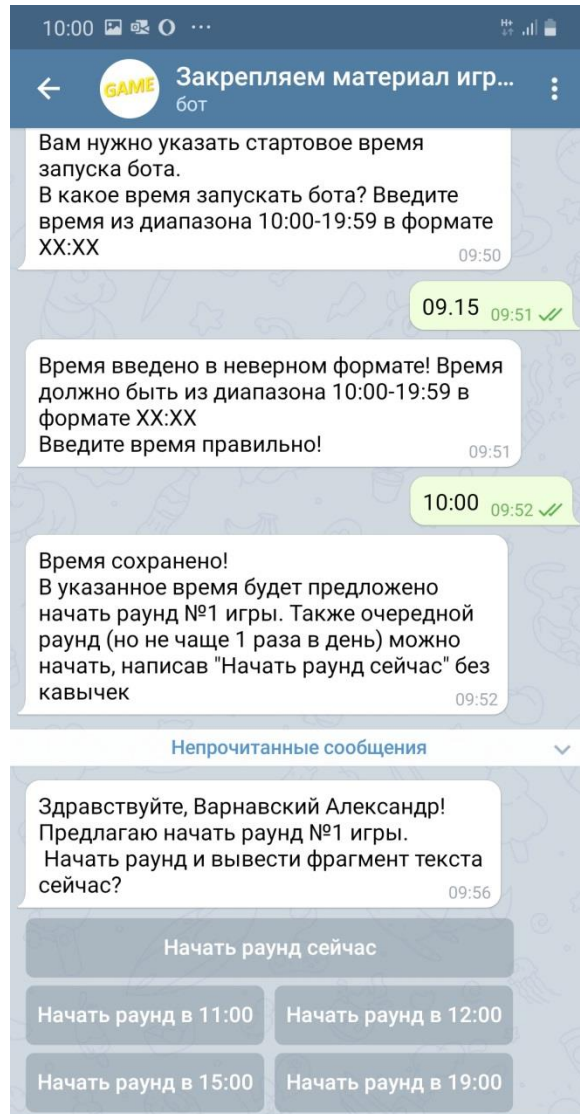 10:00
GAME
Закрепляем материал игр...
бот
Вам нужно указать стартовое время
запуска бота.
В какое время запускать бота? Введите
время из диапазона 10:00-19:59 в формате
XX:XX
09:50
09.15 09:51
Время введено в неверном формате! Время
должно быть из диапазона 10:00-19:59 в
формате XX:XX
Введите время правильно!
09:51
10:00 09:52
Время сохранено!
В указанное время будет предложено
начать раунд №1 игры. Также очередной
раунд (но не чаще 1 раза в день) можно
начать, написав "Начать раунд сейчас" без
кавычек
09:52
Непрочитанные сообщения
Здравствуйте, Варнавский Александр!
Предлагаю начать раунд №1 игры.
Начать раунд и вывести фрагмент текста
сейчас?
09:56
Начать раунд сейчас
Начать раунд в 11:00 Начать раунд в 12:00
Начать раунд в 15:00 Начать раунд в 19:00